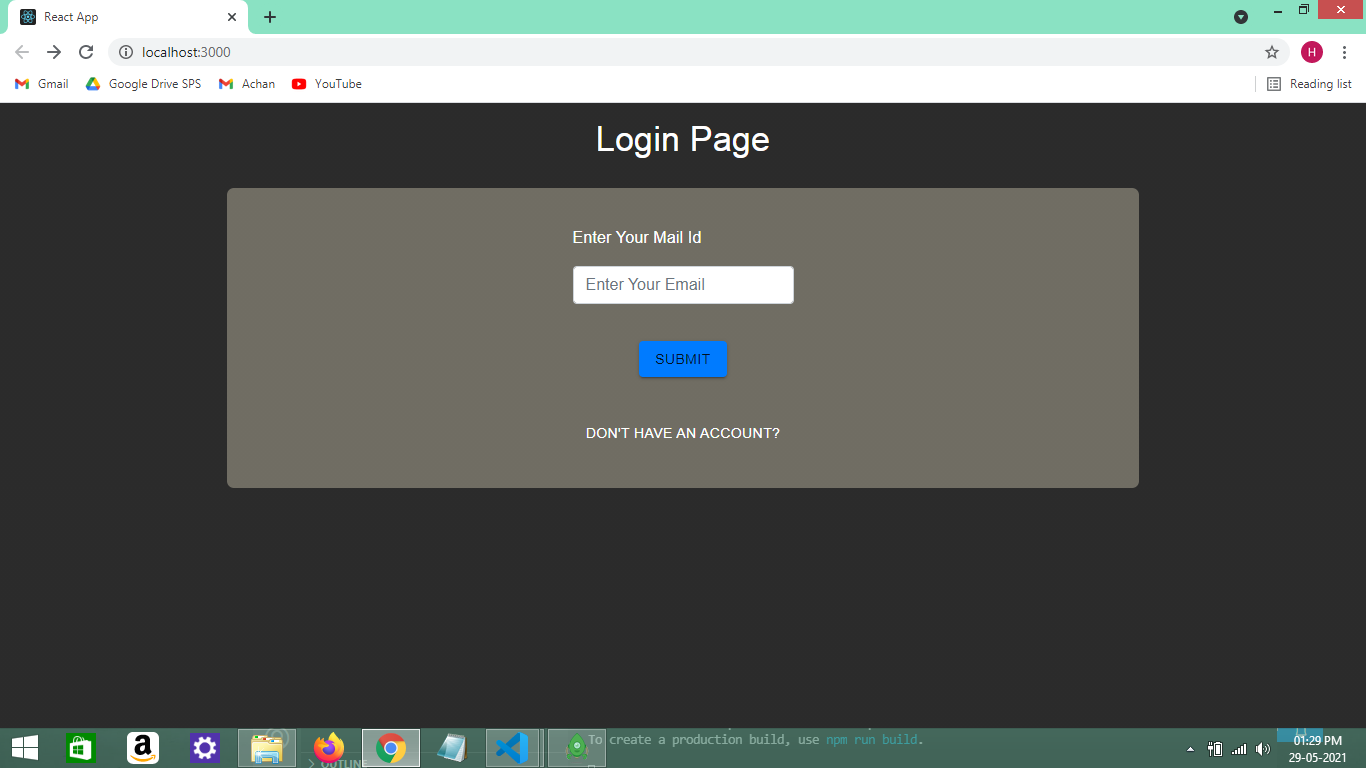 React App
localhost:3000
H
Gmail
Google Drive SPS
Achan
YouTube
Reading list
Login Page
Enter Your Mail Id
Enter Your Email
SUBMIT
DON'T HAVE AN ACCOUNT?
To create a production build, use npm run build.
OUTLINE
01:29 PM
29-05-2021